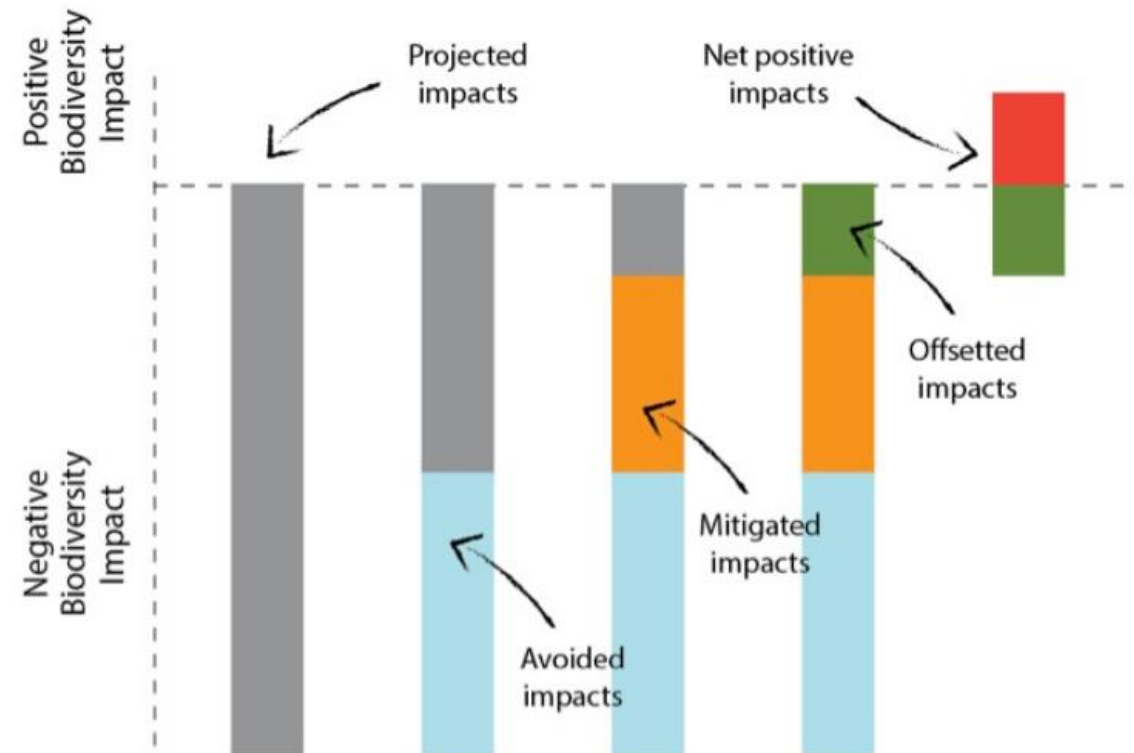 Positive
Biodiversity
Impact
Projected
impacts
Net positive
impacts
Offsetted
impacts
Negative
Biodiversity
Impact
Mitigated
impacts
Avoided
impacts